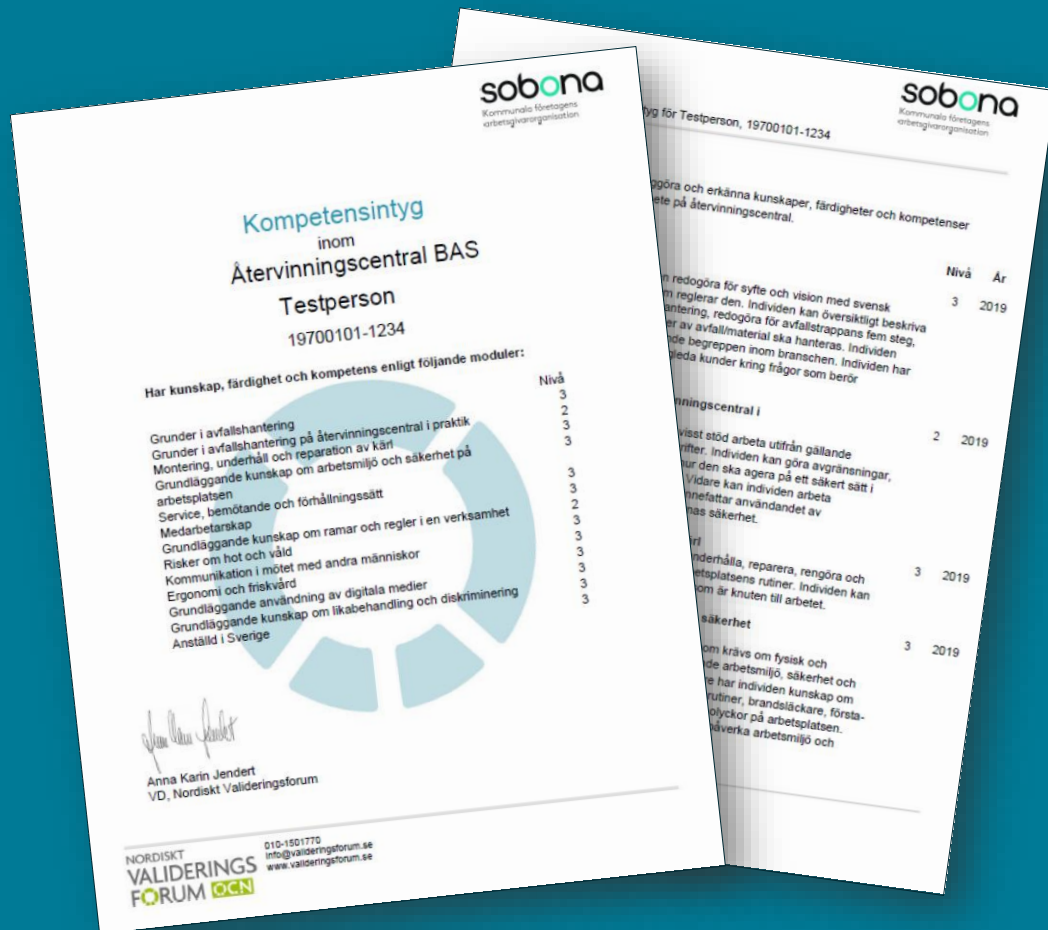 sobona
Kommunala företagens
arbetsgivarorganisation
Kompetensintyg
inom
Återvinningscentral BAS
Testperson
19700101-1234
Har kunskap, färdighet och kompetens enligt följande moduler:
Nivå
Grunder i avfallshantering 3
Grunder i avfallshantering på återvinningscentral i praktik 2
Montering, underhåll och reparation av kärl 3
Grundläggande kunskap om arbetsmiljö och säkerhet på 3
arbetsplatsen
Service, bemötande och förhållningssätt 3
Medarbetarskap 3
Grundläggande kunskap om ramar och regler i en verksamhet 2
Risker om hot och våld 3
Kommunikation i mötet med andra människor 3
Ergonomi och friskvård 3
Grundläggande användning av digitala medier 3
Grundläggande kunskap om likabehandling och diskriminering 3
Anställd i Sverige 3
Anna Karin Jendert
VD, Nordiskt Valideringsforum
NORDISKT
VALIDERINGS
FORUM OCN
010-1501770
info@valideringsforum.se
www.valideringsforum.se
sobona
Kommunala företagens
arbetsgivarorganisation
tyg för Testperson, 19700101-1234
göra och erkänna kunskaper, färdigheter och kompetenser
ete på återvinningscentral.
Nivå År
n redogöra för syfte och vision med svensk 3 2019
m reglerar den. Individen kan översiktligt beskriva
antering, redogöra för avfallstrappans fem steg,
er av avfall/material ska hanteras. Individen
de begreppen inom branschen. Individen har
gleda kunder kring frågor som berör
nningscentral i 2 2019
visst stöd arbeta utifrån gällande
rifter. Individen kan göra avgränsningar,
ur den ska agera på ett säkert sätt i
Vidare kan individen arbeta
nnefattar användandet av
nas säkerhet.
rl 3 2019
nderhålla, reparera, rengöra och
etsplatsens rutiner. Individen kan
om är knuten till arbetet.
säkerhet 3 2019
om krävs om fysisk och
de arbetsmiljö, säkerhet och
re har individen kunskap om
rutiner, brandsläckare, första-
olyckor på arbetsplatsen.
påverka arbetsmiljö och